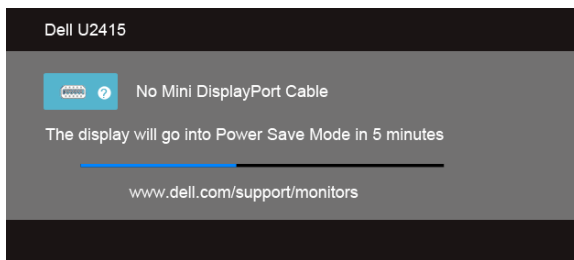 Dell U2415
? No Mini DisplayPort Cable
The display will go into Power Save Mode in 5 minutes
www.dell.com/support/monitors